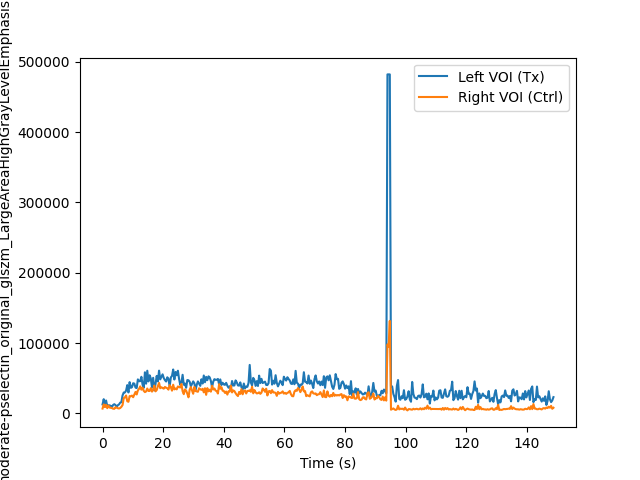 moderate-pselectin_original_glszm_LargeAreaHighGrayLevelEmphasis
500000
400000
300000
200000
100000
0
Left VOI (Tx)
Right VOI (Ctrl)
0 20 40 60 80 100 120 140
Time (s)